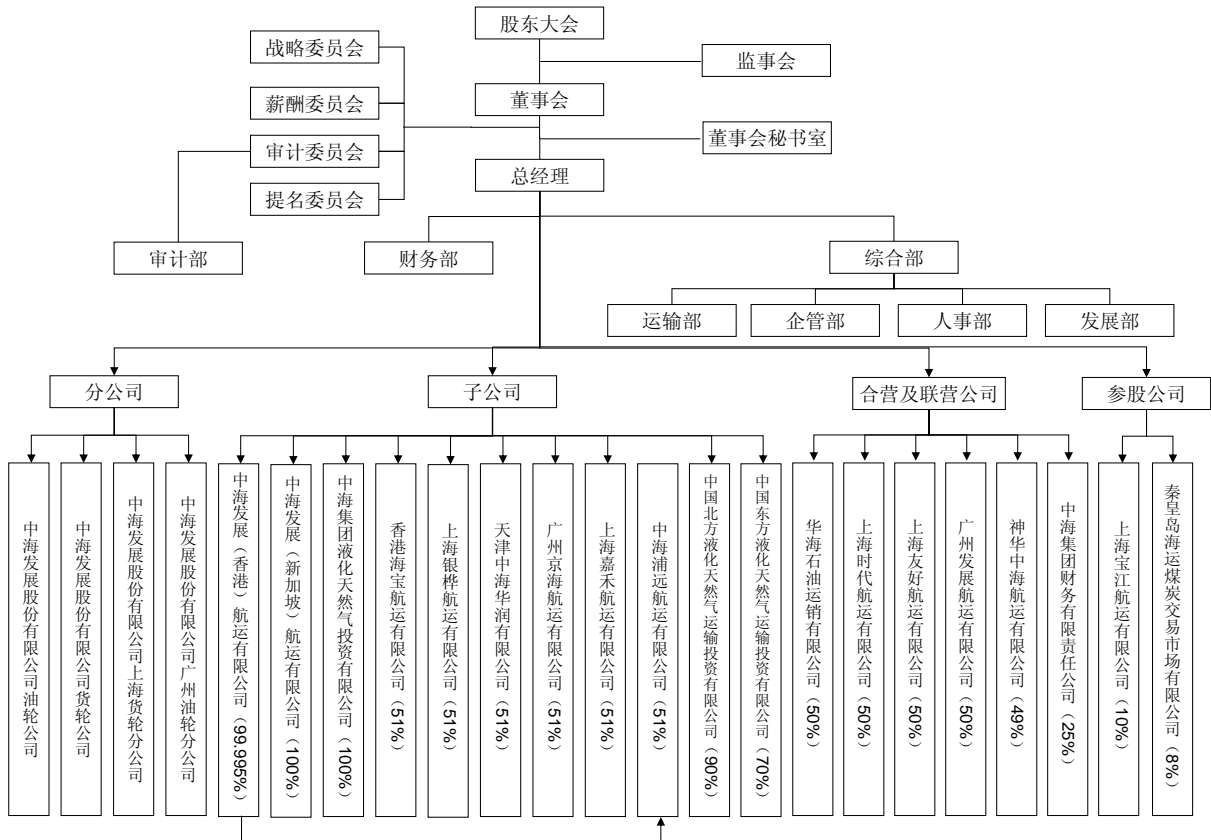 股东大会
战略委员会
监事会
薪酬委员会
董事会
董事会秘书室
审计委员会
总经理
提名委员会
审计部
财务部
综合部
运输部
企管部
人事部
发展部
分公司
子公司
合营及联营公司
参股公司
中海发展股份有限公司油轮公司
中海发展股份有限公司货轮公司
中海发展股份有限公司上海货轮分公司
中海发展股份有限公司广州油轮分公司
中海发展（香港）航运有限公司（99.995%）
中海发展（新加坡）航运有限公司（100%）
中海集团液化天然气投资有限公司（100%）
香港海宝航运有限公司（51%）
上海银桦航运有限公司（51%）
天津中海华润有限公司（51%）
广州京海航运有限公司（51%）
上海嘉禾航运有限公司（51%）
中海浦远航运有限公司（51%）
中国北方液化天然气运输投资有限公司（90%）
中国东方液化天然气运输投资有限公司（70%）
华海石油运销有限公司（50%）
上海时代航运有限公司（50%）
上海友好航运有限公司（50%）
广州发展航运有限公司（50%）
神华中海航运有限公司（49%）
中海集团财务有限责任公司（25%）
上海宝江航运有限公司（10%）
秦皇岛海运煤炭交易市场有限公司（8%）